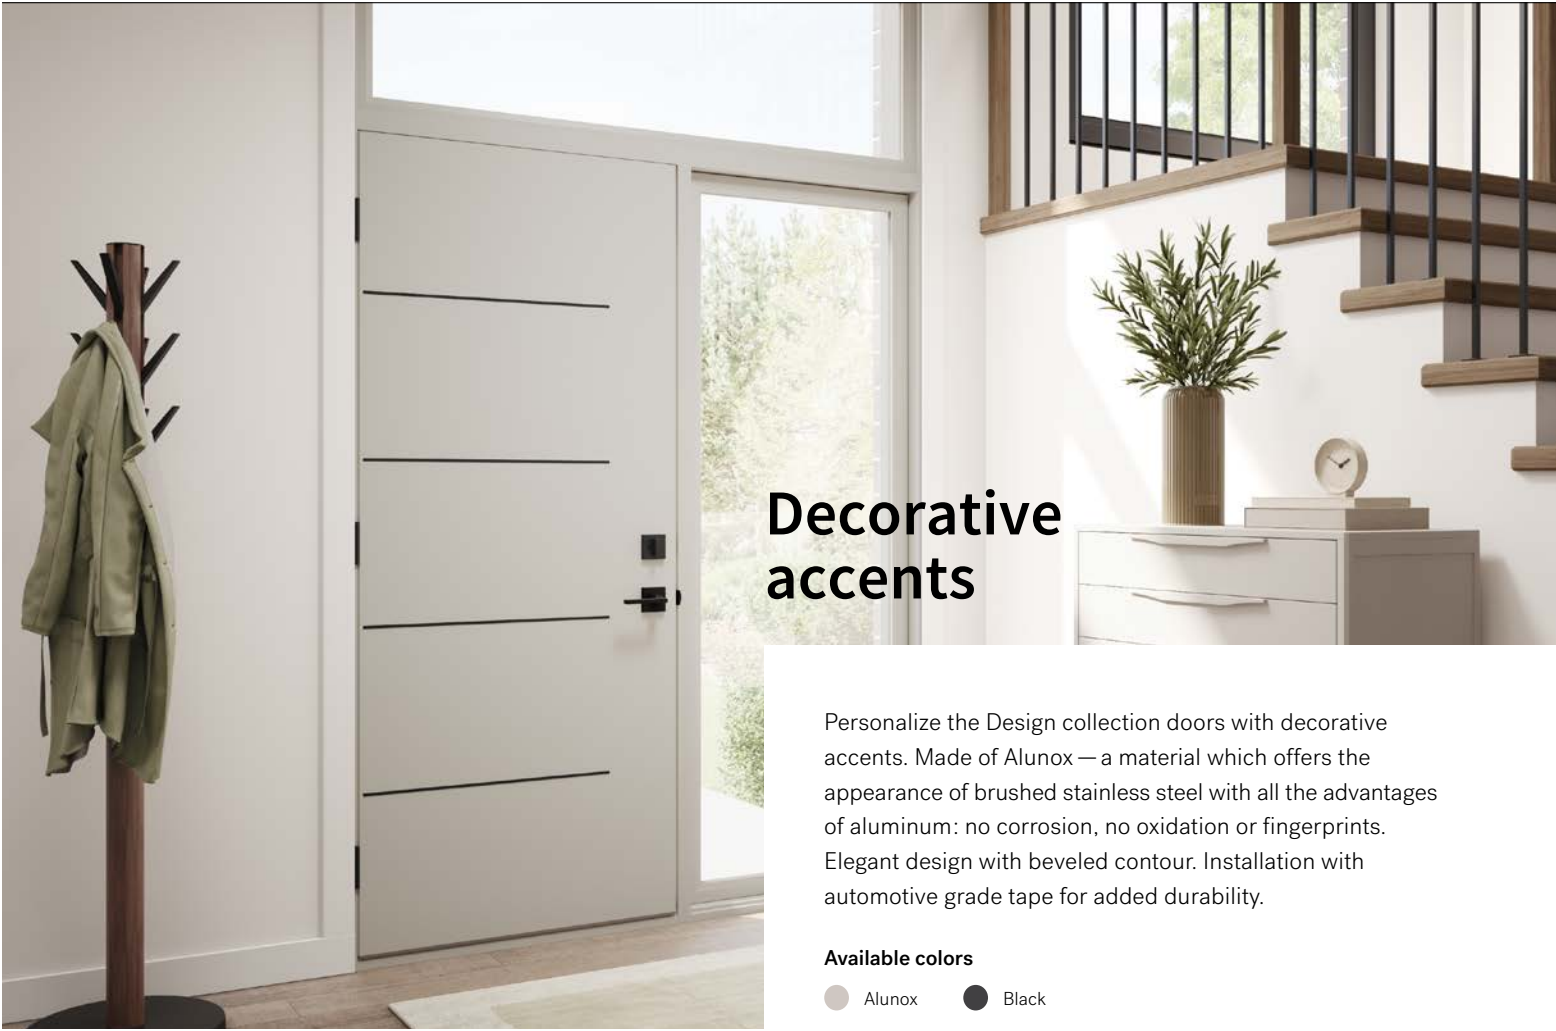 Decorative
accents
Personalize the Design collection doors with decorative
accents. Made of Alunox — a material which offers the
appearance of brushed stainless steel with all the advantages
of aluminum: no corrosion, no oxidation or fingerprints.
Elegant design with beveled contour. Installation with
automotive grade tape for added durability.
Available colors
Alunox Black